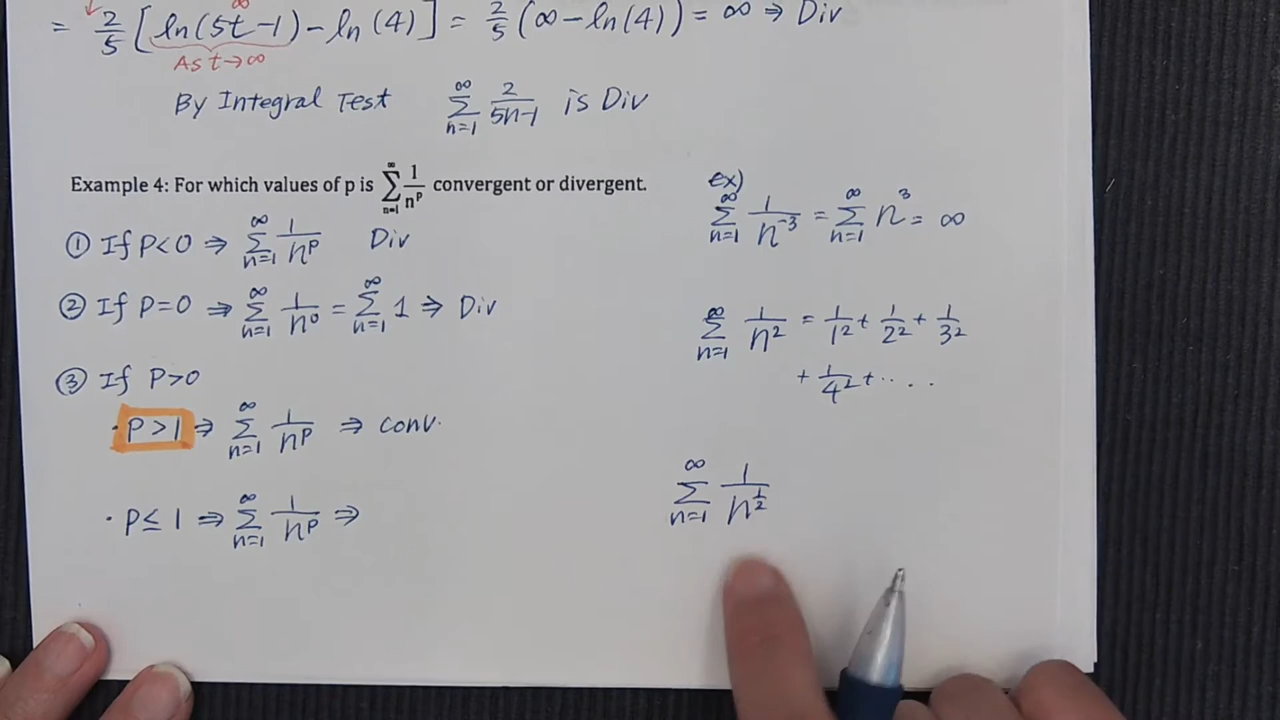 = 2/5 [ln(5t-1) - ln(4)] = 2/5 (∞ - ln(4)) = ∞ ⇒ Div
∞
As t→∞
By Integral Test ∞ Σ n=1 2/(5n-1) is Div
Example 4: For which values of p is ∞ Σ n=1 1/n^p convergent or divergent.
① If P<0 ⇒ ∞ Σ n=1 1/n^p Div
② If P=0 ⇒ ∞ Σ n=1 1/n^0 = ∞ Σ n=1 1 ⇒ Div
③ If P>0
· P>1 ⇒ ∞ Σ n=1 1/n^p ⇒ conv.
· P≤1 ⇒ ∞ Σ n=1 1/n^p ⇒
ex)
∞ Σ n=1 1/n^-3 = ∞ Σ n=1 n^3 = ∞
∞ Σ n=1 1/n^2 = 1/1^2 + 1/2^2 + 1/3^2
+ 1/4^2 + ....
∞ Σ n=1 1/n^(1/2)